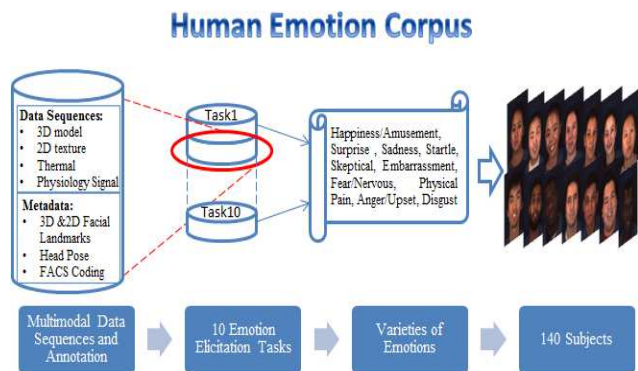 Human Emotion Corpus
Data Sequences:
• 3D model
• 2D texture
• Thermal
• Physiology Signal
Metadata:
• 3D &2D Facial
Landmarks
• Head Pose
• FACS Coding
Task1
Task10
Happiness/Amusement,
Surprise , Sadness, Startle,
Skeptical, Embarrassment,
Fear/Nervous, Physical
Pain, Anger/Upset, Disgust
Multimodal Data
Sequences and
Annotation
10 Emotion
Elicitation Tasks
Varieties of
Emotions
140 Subjects